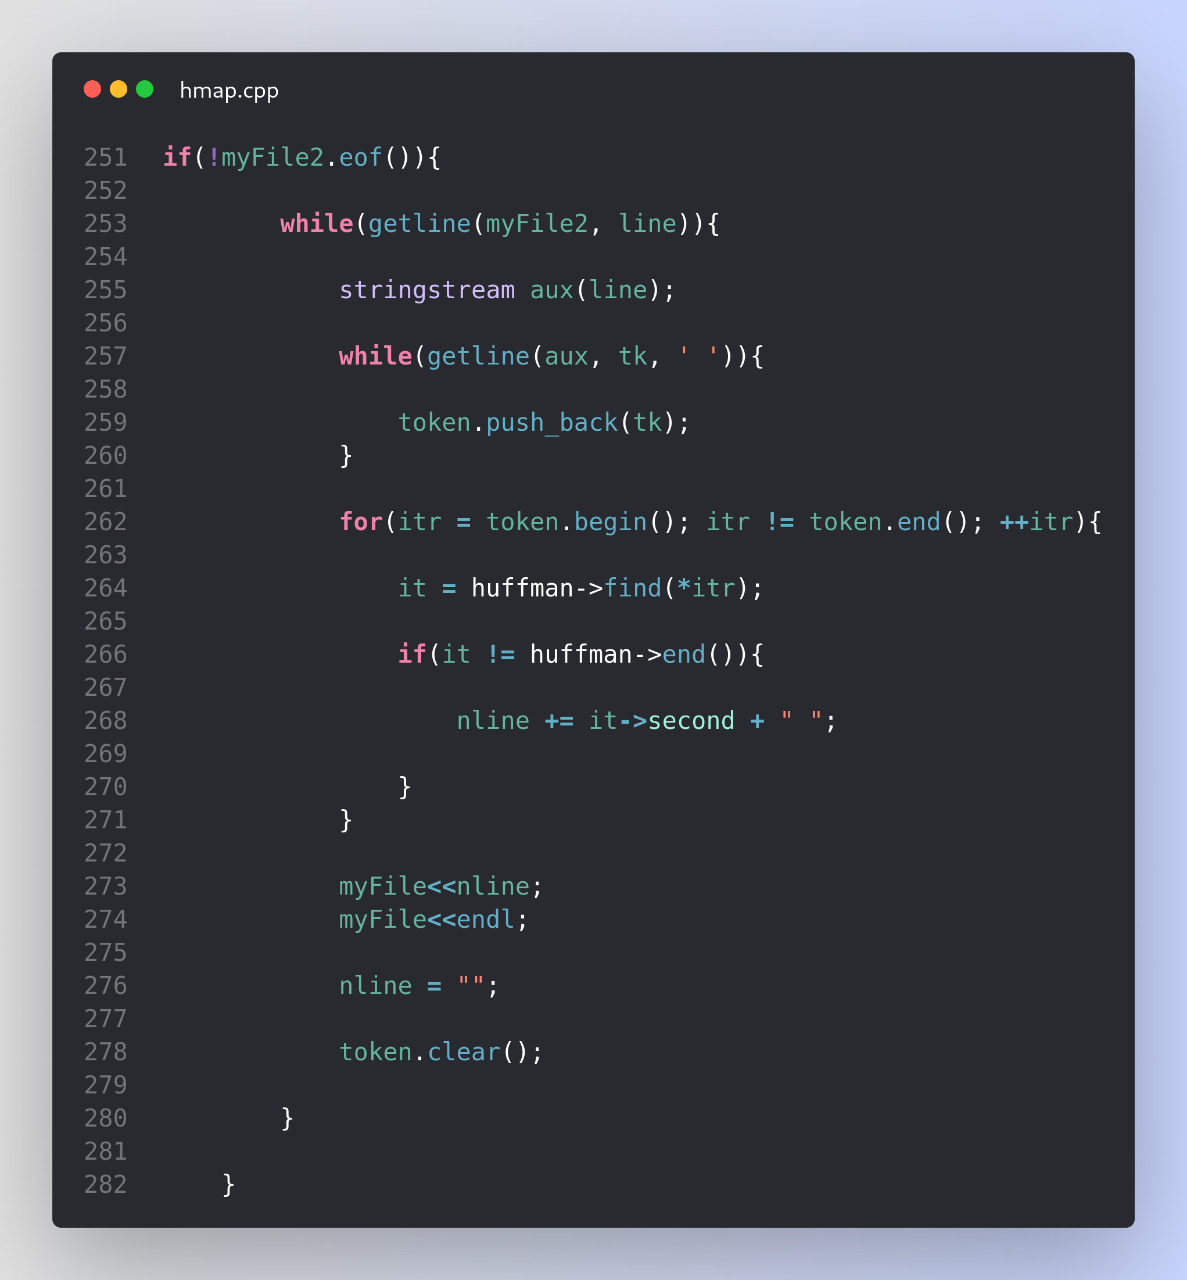 hmap.cpp
251 if(!myFile2.eof()){
252
253         while(getline(myFile2, line)){
254
255             stringstream aux(line);
256
257             while(getline(aux, tk, ' ')){
258
259                 token.push_back(tk);
260             }
261
262             for(itr = token.begin(); itr != token.end(); ++itr){
263
264                 it = huffman->find(*itr);
265
266                 if(it != huffman->end()){
267
268                     nline += it->second + " ";
269
270                 }
271             }
272
273             myFile<<nline;
274             myFile<<endl;
275
276             nline = "";
277
278             token.clear();
279
280         }
281
282     }